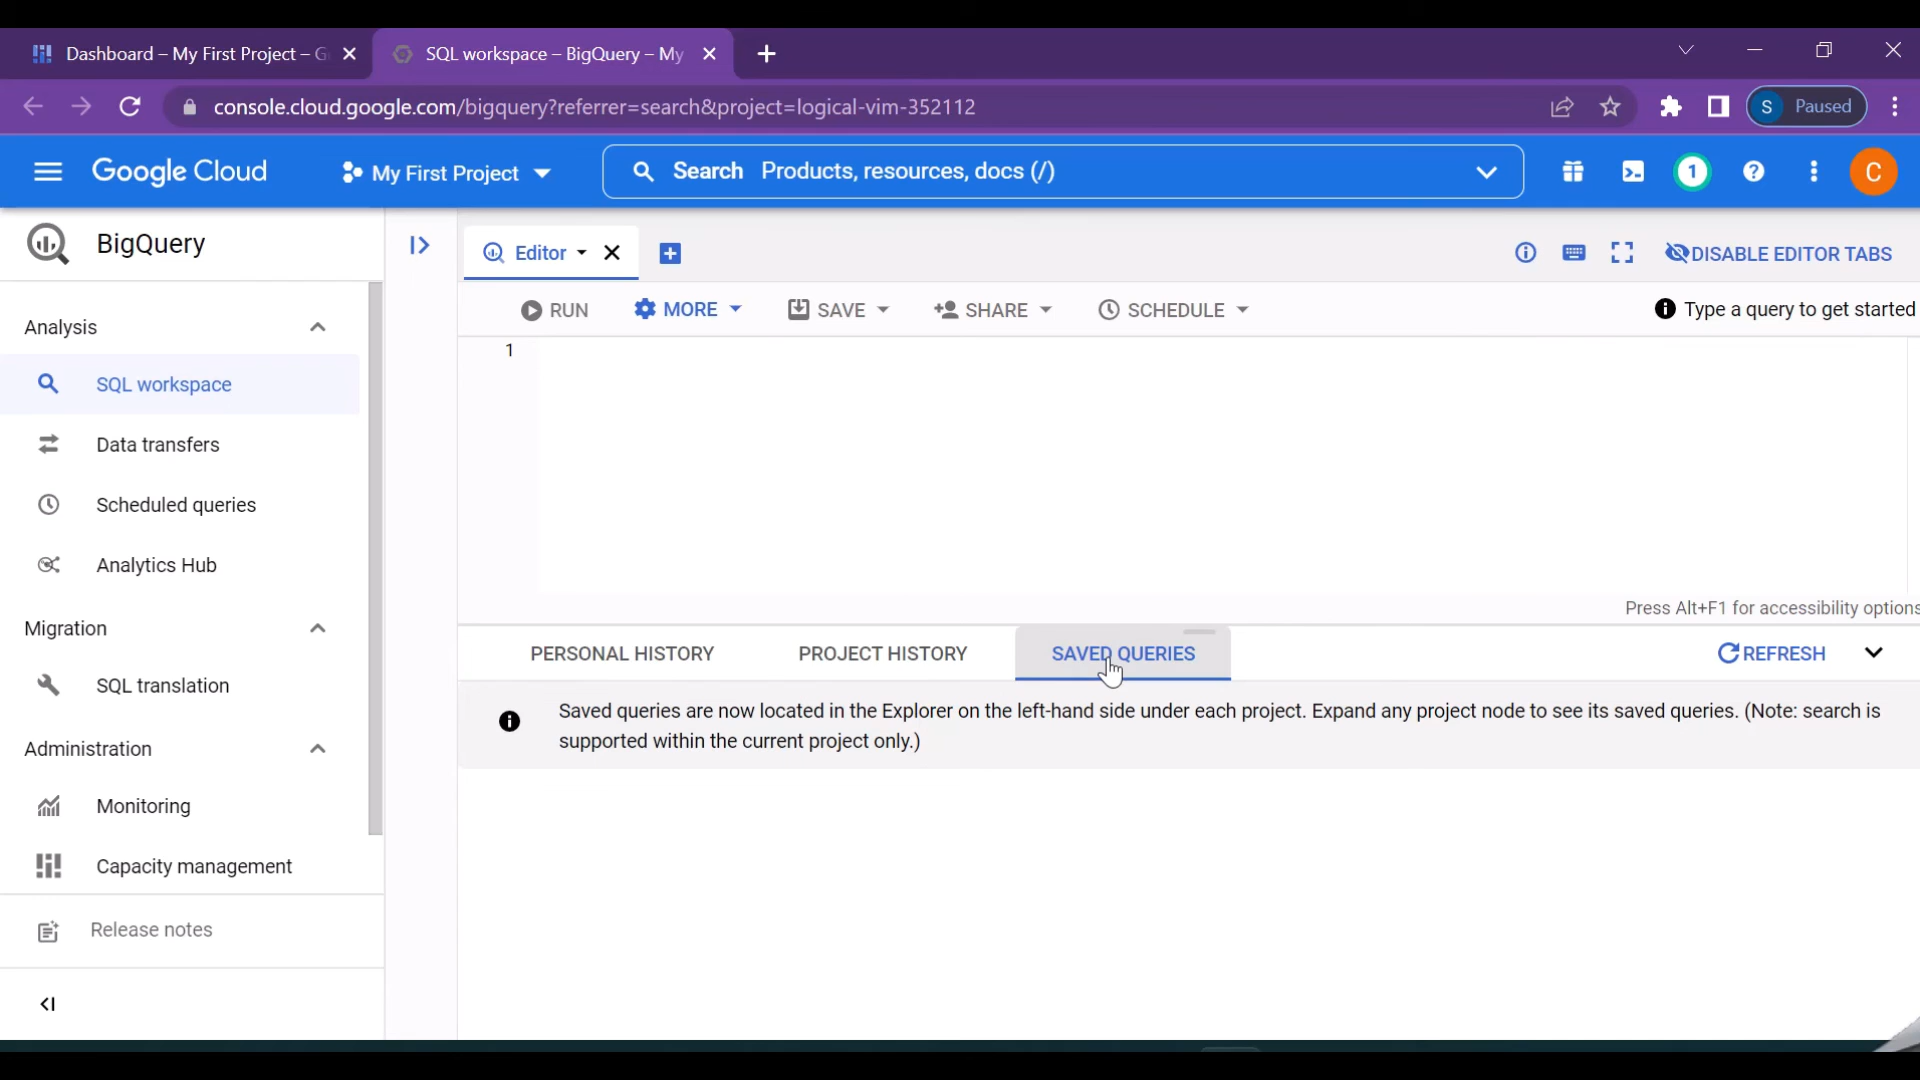 Dashboard – My First Project – G
SQL workspace – BigQuery – My
console.cloud.google.com/bigquery?referrer=search&project=logical-vim-352112
S Paused
Google Cloud
My First Project
Search Products, resources, docs (/)
1
C
BigQuery
Editor
DISABLE EDITOR TABS
RUN
MORE
SAVE
SHARE
SCHEDULE
Type a query to get started
1
Analysis
SQL workspace
Data transfers
Scheduled queries
Analytics Hub
Migration
SQL translation
Administration
Monitoring
Capacity management
Release notes
Press Alt+F1 for accessibility options
PERSONAL HISTORY
PROJECT HISTORY
SAVED QUERIES
REFRESH
Saved queries are now located in the Explorer on the left-hand side under each project. Expand any project node to see its saved queries. (Note: search is
supported within the current project only.)